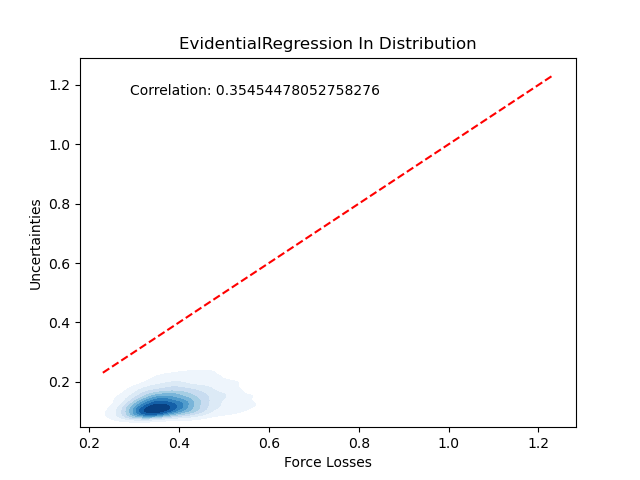 EvidentialRegression In Distribution
Correlation: 0.35454478052758276
1.2
1.0
0.8
0.6
0.4
0.2
Uncertainties
0.2 0.4 0.6 0.8 1.0 1.2
Force Losses